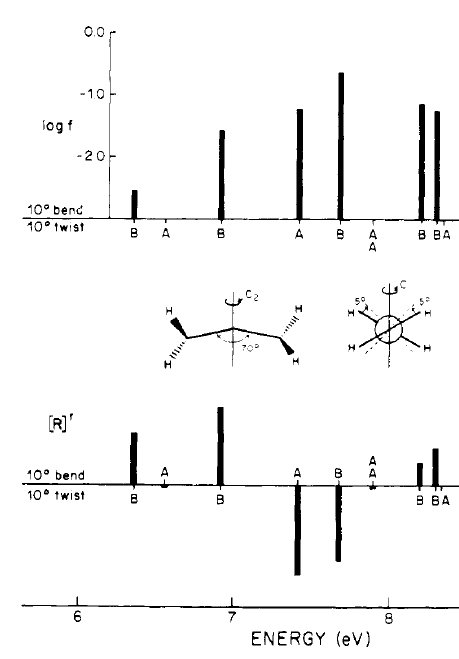 0.0
-1.0
log f
-2.0
10° bend
10° twist
B A B A B A B B A
A
H C₂ H
H 70° H
C
5° 5°
H H
H H
[R]ʳ
A A B A
10° bend A
10° twist
B B B B A
6 7 8
ENERGY (eV)